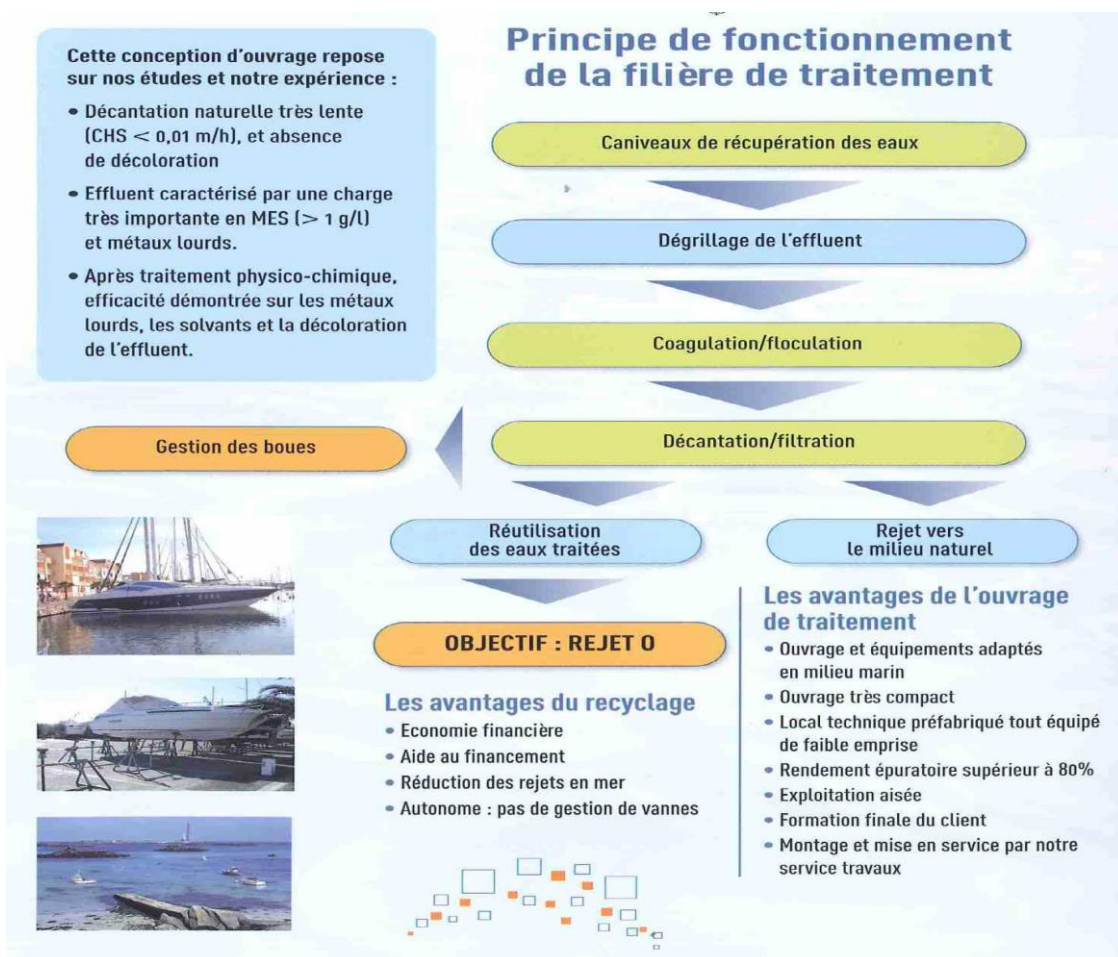 Cette conception d'ouvrage repose
sur nos études et notre expérience :
• Décantation naturelle très lente
(CHS < 0,01 m/h), et absence
de décoloration
• Effluent caractérisé par une charge
très importante en MES (> 1 g/l)
et métaux lourds.
• Après traitement physico-chimique,
efficacité démontrée sur les métaux
lourds, les solvants et la décoloration
de l'effluent.
Principe de fonctionnement
de la filière de traitement
Caniveaux de récupération des eaux
Dégrillage de l'effluent
Coagulation/floculation
Décantation/filtration
Gestion des boues
Réutilisation
des eaux traitées
Rejet vers
le milieu naturel
OBJECTIF : REJET 0
Les avantages du recyclage
• Economie financière
• Aide au financement
• Réduction des rejets en mer
• Autonome : pas de gestion de vannes
Les avantages de l'ouvrage
de traitement
• Ouvrage et équipements adaptés
en milieu marin
• Ouvrage très compact
• Local technique préfabriqué tout équipé
de faible emprise
• Rendement épuratoire supérieur à 80%
• Exploitation aisée
• Formation finale du client
• Montage et mise en service par notre
service travaux